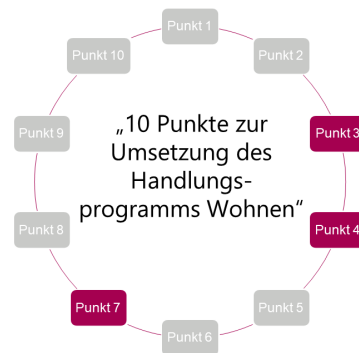 Punkt 1
Punkt 10
Punkt 2
Punkt 9
Punkt 3
„10 Punkte zur
Umsetzung des
Handlungs-
programms Wohnen“
Punkt 8
Punkt 4
Punkt 7
Punkt 5
Punkt 6